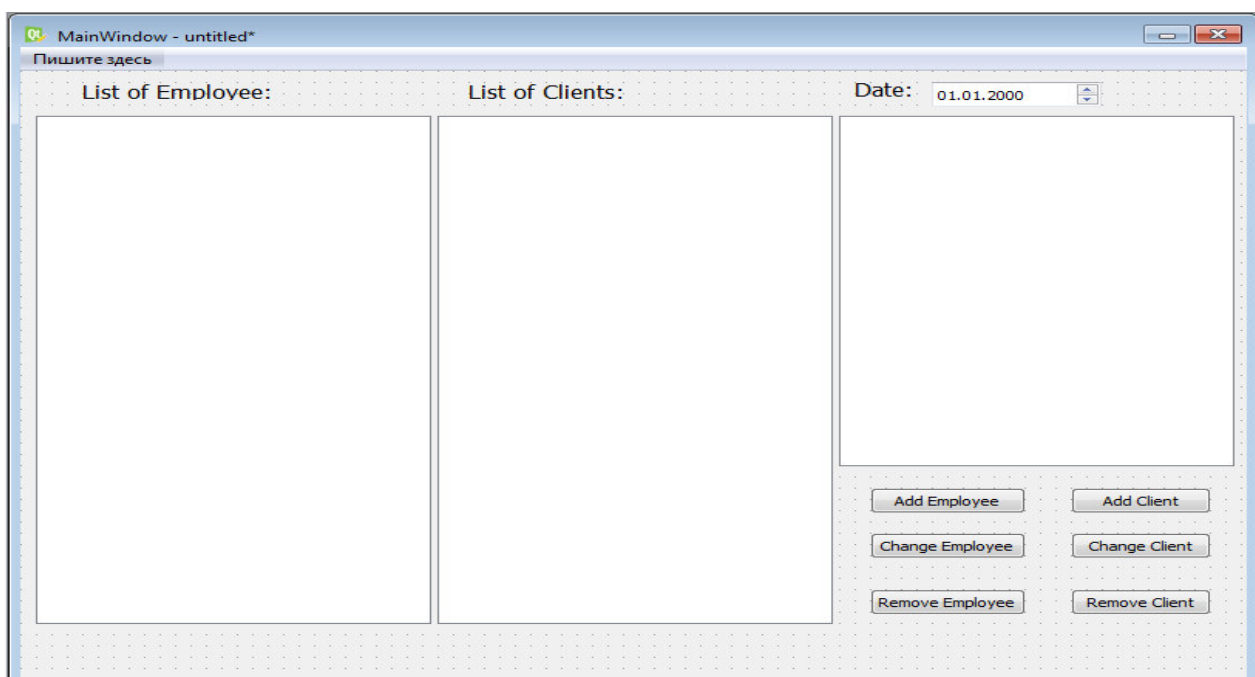 MainWindow - untitled*
Пишите здесь
List of Employee:
List of Clients:
Date: 01.01.2000
Add Employee
Add Client
Change Employee
Change Client
Remove Employee
Remove Client